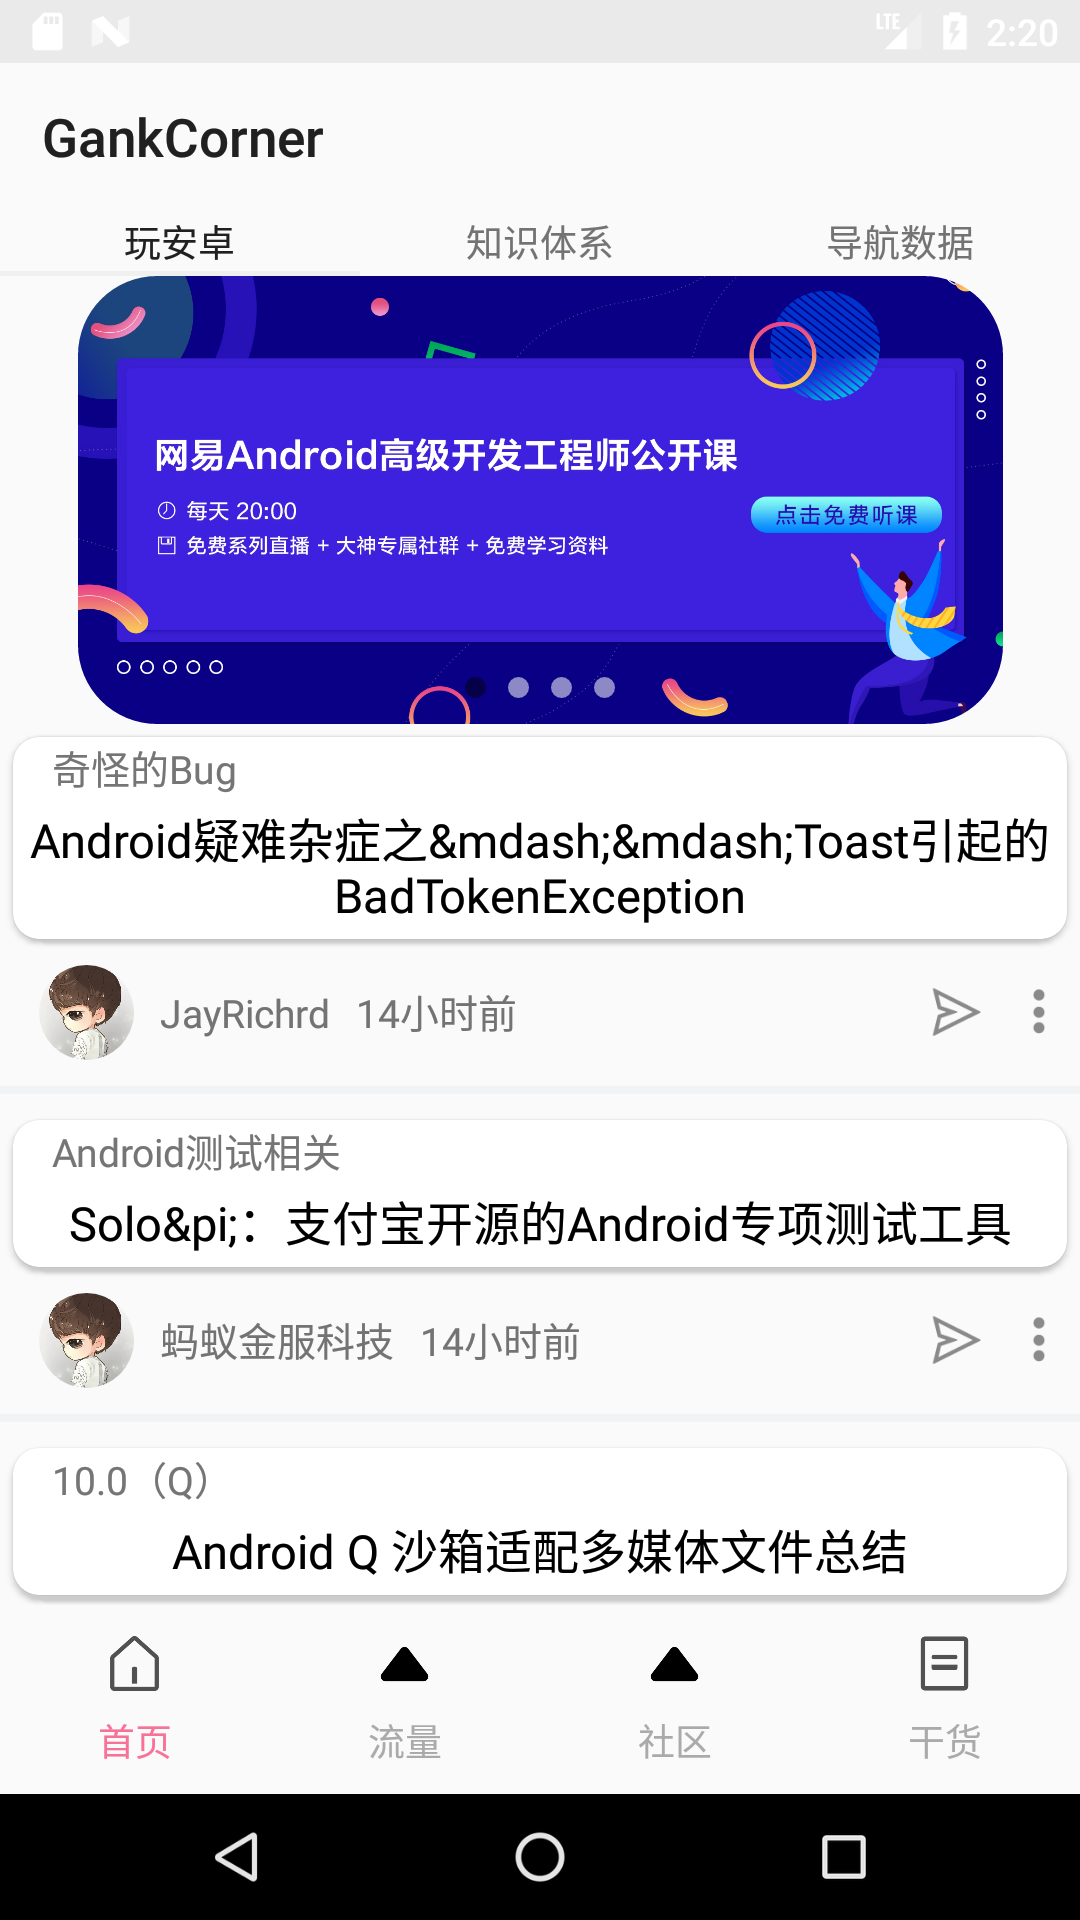 LTE 2:20
GankCorner
玩安卓 知识体系 导航数据
网易Android高级开发工程师公开课
每天 20:00
点击免费听课
免费系列直播 + 大神专属社群 + 免费学习资料
奇怪的Bug
Android疑难杂症之&mdash;&mdash;Toast引起的
BadTokenException
JayRichrd 14小时前
Android测试相关
Solo&pi;：支付宝开源的Android专项测试工具
蚂蚁金服科技 14小时前
10.0（Q）
Android Q 沙箱适配多媒体文件总结
首页 流量 社区 干货